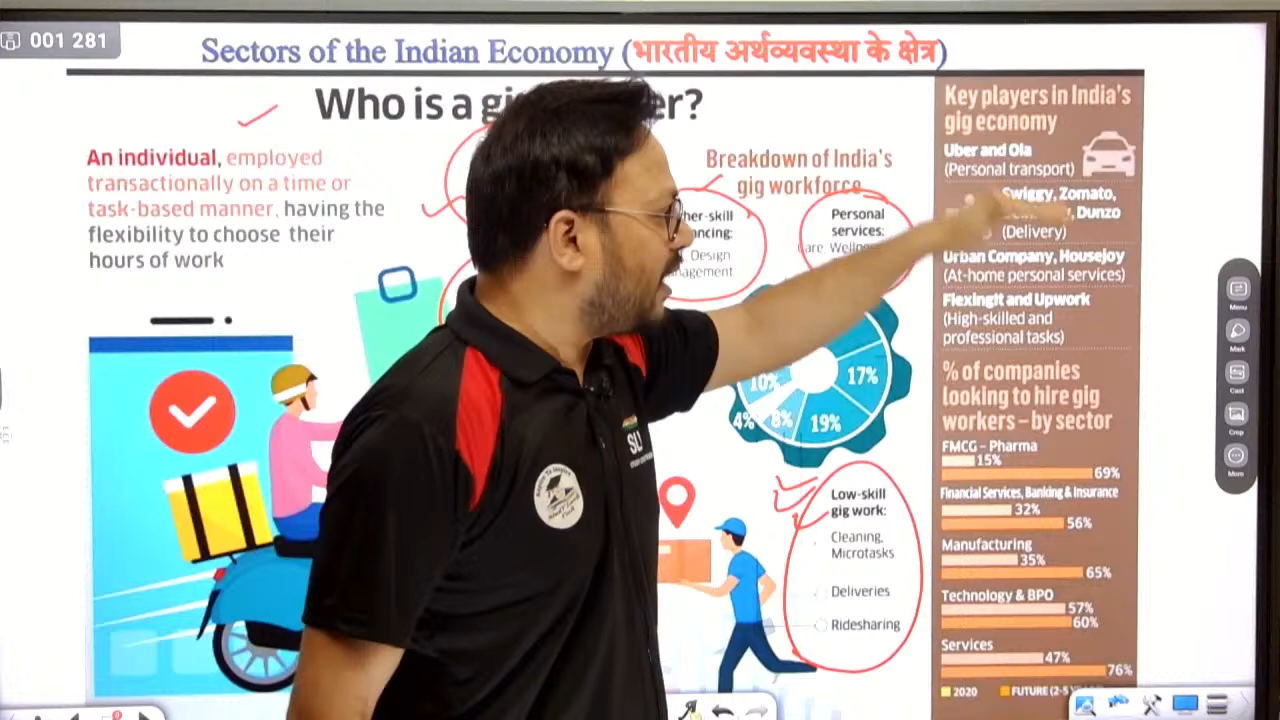 001 281
Sectors of the Indian Economy (भारतीय अर्थव्यवस्था के क्षेत्र)
Who is a gi er?
An individual, employed
transactionally on a time or
task-based manner, having the
flexibility to choose their
hours of work
Breakdown of India's
gig workforce
her-skill
ncing:
Design
nagement
Personal
services:
Care, Wellness
10%
17%
4%
8%
19%
Low-skill
gig work:
Cleaning,
Microtasks
Deliveries
Ridesharing
Key players in India's
gig economy
Uber and Ola
(Personal transport)
Swiggy, Zomato,
, Dunzo
(Delivery)
Urban Company, Housejoy
(At-home personal services)
FlexingIt and Upwork
(High-skilled and
professional tasks)
% of companies
looking to hire gig
workers – by sector
FMCG – Pharma
15%
69%
Financial Services, Banking & Insurance
32%
56%
Manufacturing
35%
65%
Technology & BPO
57%
60%
Services
47%
76%
2020 FUTURE (2-5
Menu
Mark
Cast
Crop
More
SL